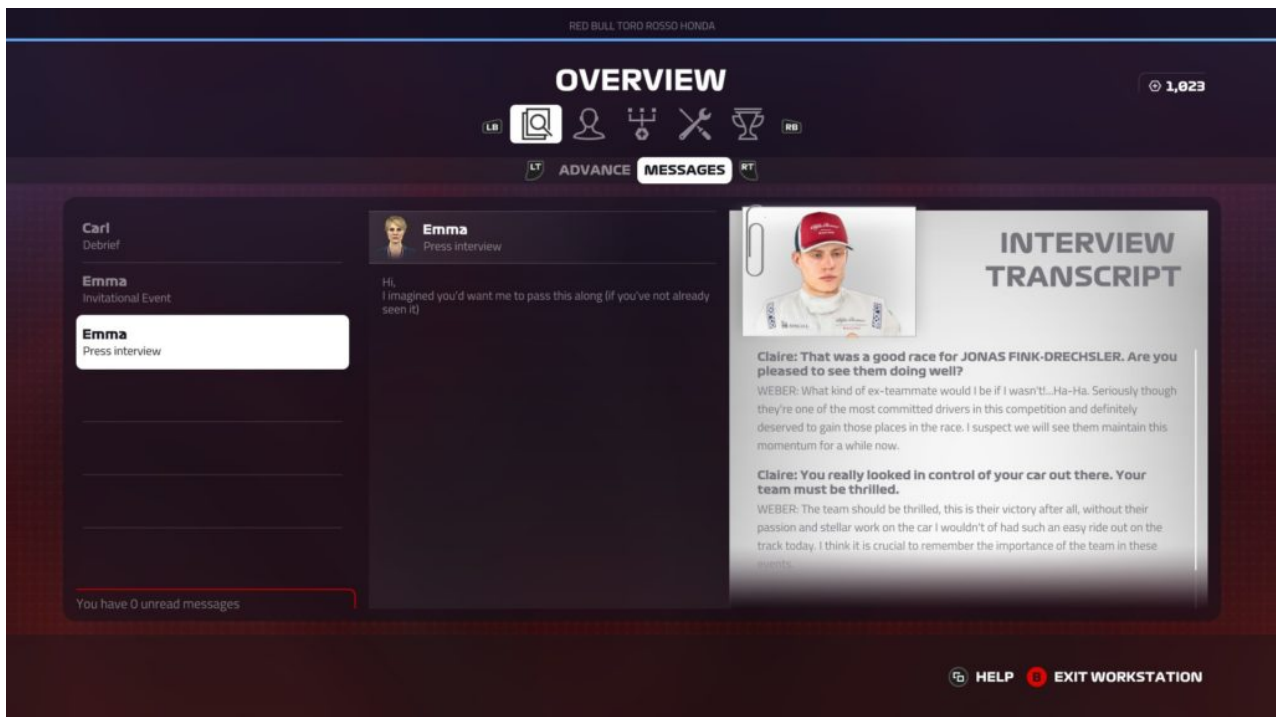 RED BULL TORO ROSSO HONDA
OVERVIEW
1,023
LB
RB
LT
ADVANCE
MESSAGES
RT
Carl
Debrief
Emma
Invitational Event
Emma
Press interview
You have 0 unread messages
Emma
Press interview
Hi,
I imagined you'd want me to pass this along (if you've not already
seen it)
INTERVIEW
TRANSCRIPT
Claire: That was a good race for JONAS FINK-DRECHSLER. Are you
pleased to see them doing well?
WEBER: What kind of ex-teammate would I be if I wasn't!...Ha-Ha. Seriously though
they're one of the most committed drivers in this competition and definitely
deserved to gain those places in the race. I suspect we will see them maintain this
momentum for a while now.
Claire: You really looked in control of your car out there. Your
team must be thrilled.
WEBER: The team should be thrilled, this is their victory after all, without their
passion and stellar work on the car I wouldn't of had such an easy ride out on the
track today. I think it is crucial to remember the importance of the team in these
events.
HELP
B
EXIT WORKSTATION